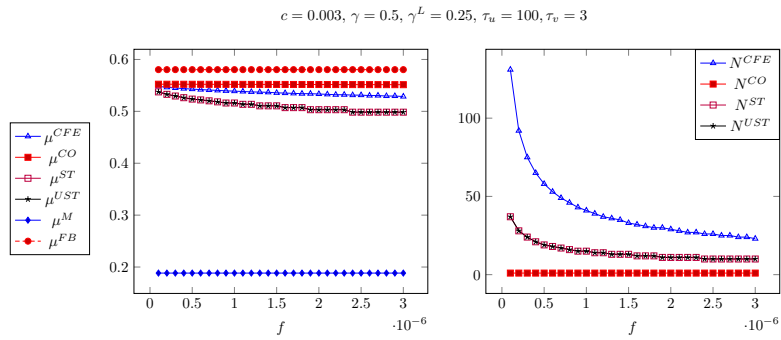 c = 0.003, γ = 0.5, γ^L = 0.25, τ_u = 100, τ_v = 3
μ^CFE
μ^CO
μ^ST
μ^UST
μ^M
μ^FB
0.6
0.5
0.4
0.3
0.2
0 0.5 1 1.5 2 2.5 3
·10^−6
f
N^CFE
N^CO
N^ST
N^UST
100
50
0
0 0.5 1 1.5 2 2.5 3
·10^−6
f